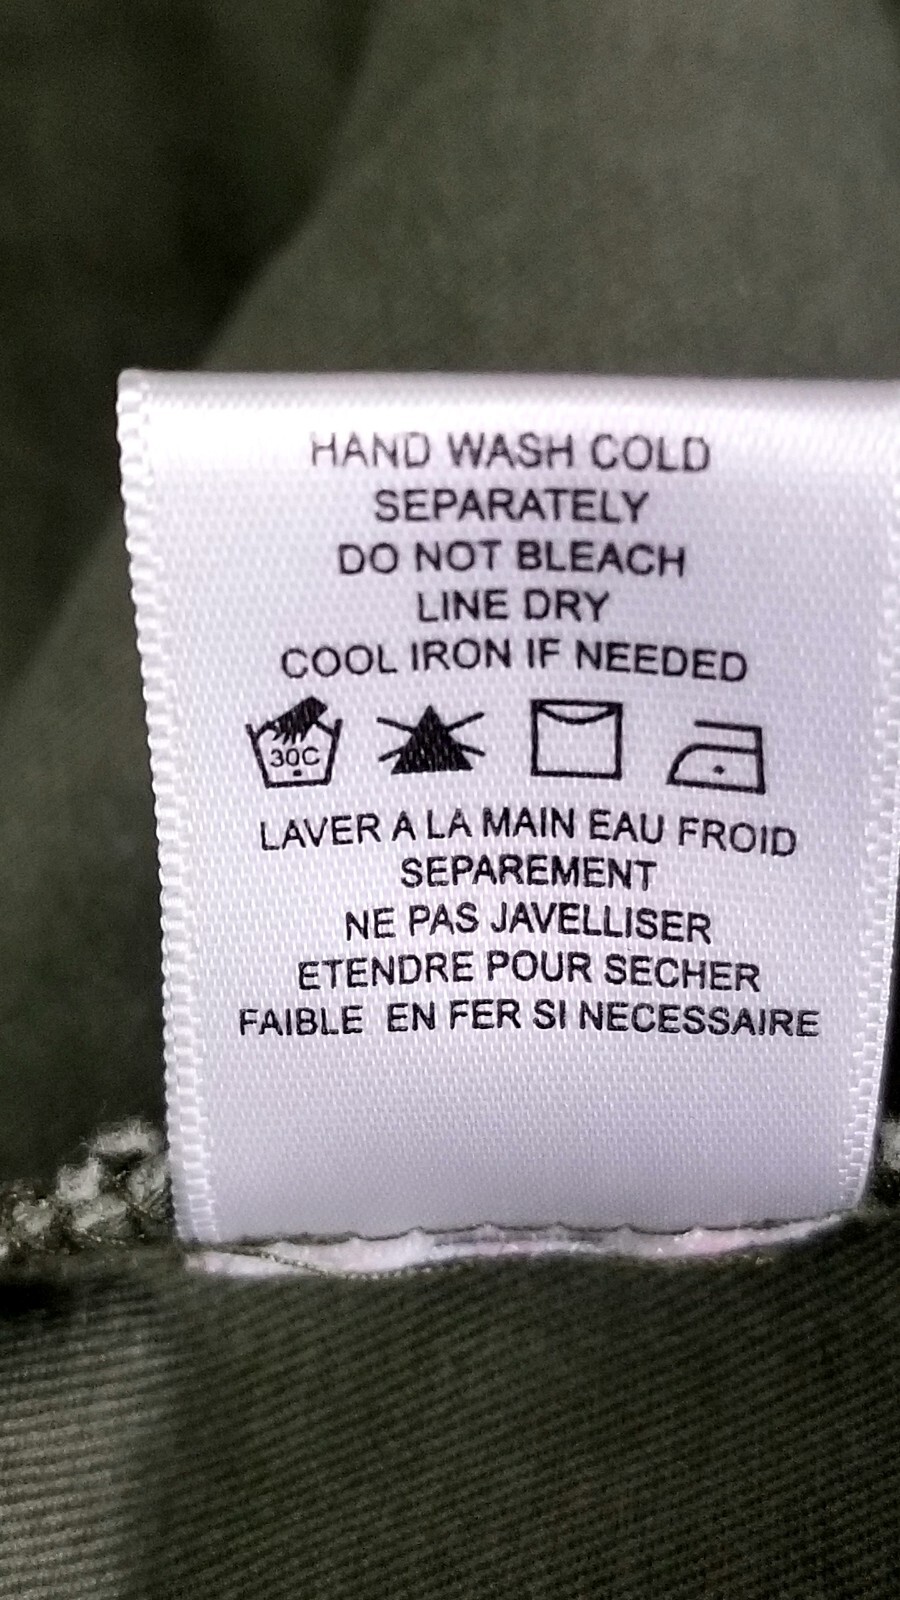 HAND WASH COLD
SEPARATELY
DO NOT BLEACH
LINE DRY
COOL IRON IF NEEDED
30C
LAVER A LA MAIN EAU FROID
SEPAREMENT
NE PAS JAVELLISER
ETENDRE POUR SECHER
FAIBLE EN FER SI NECESSAIRE